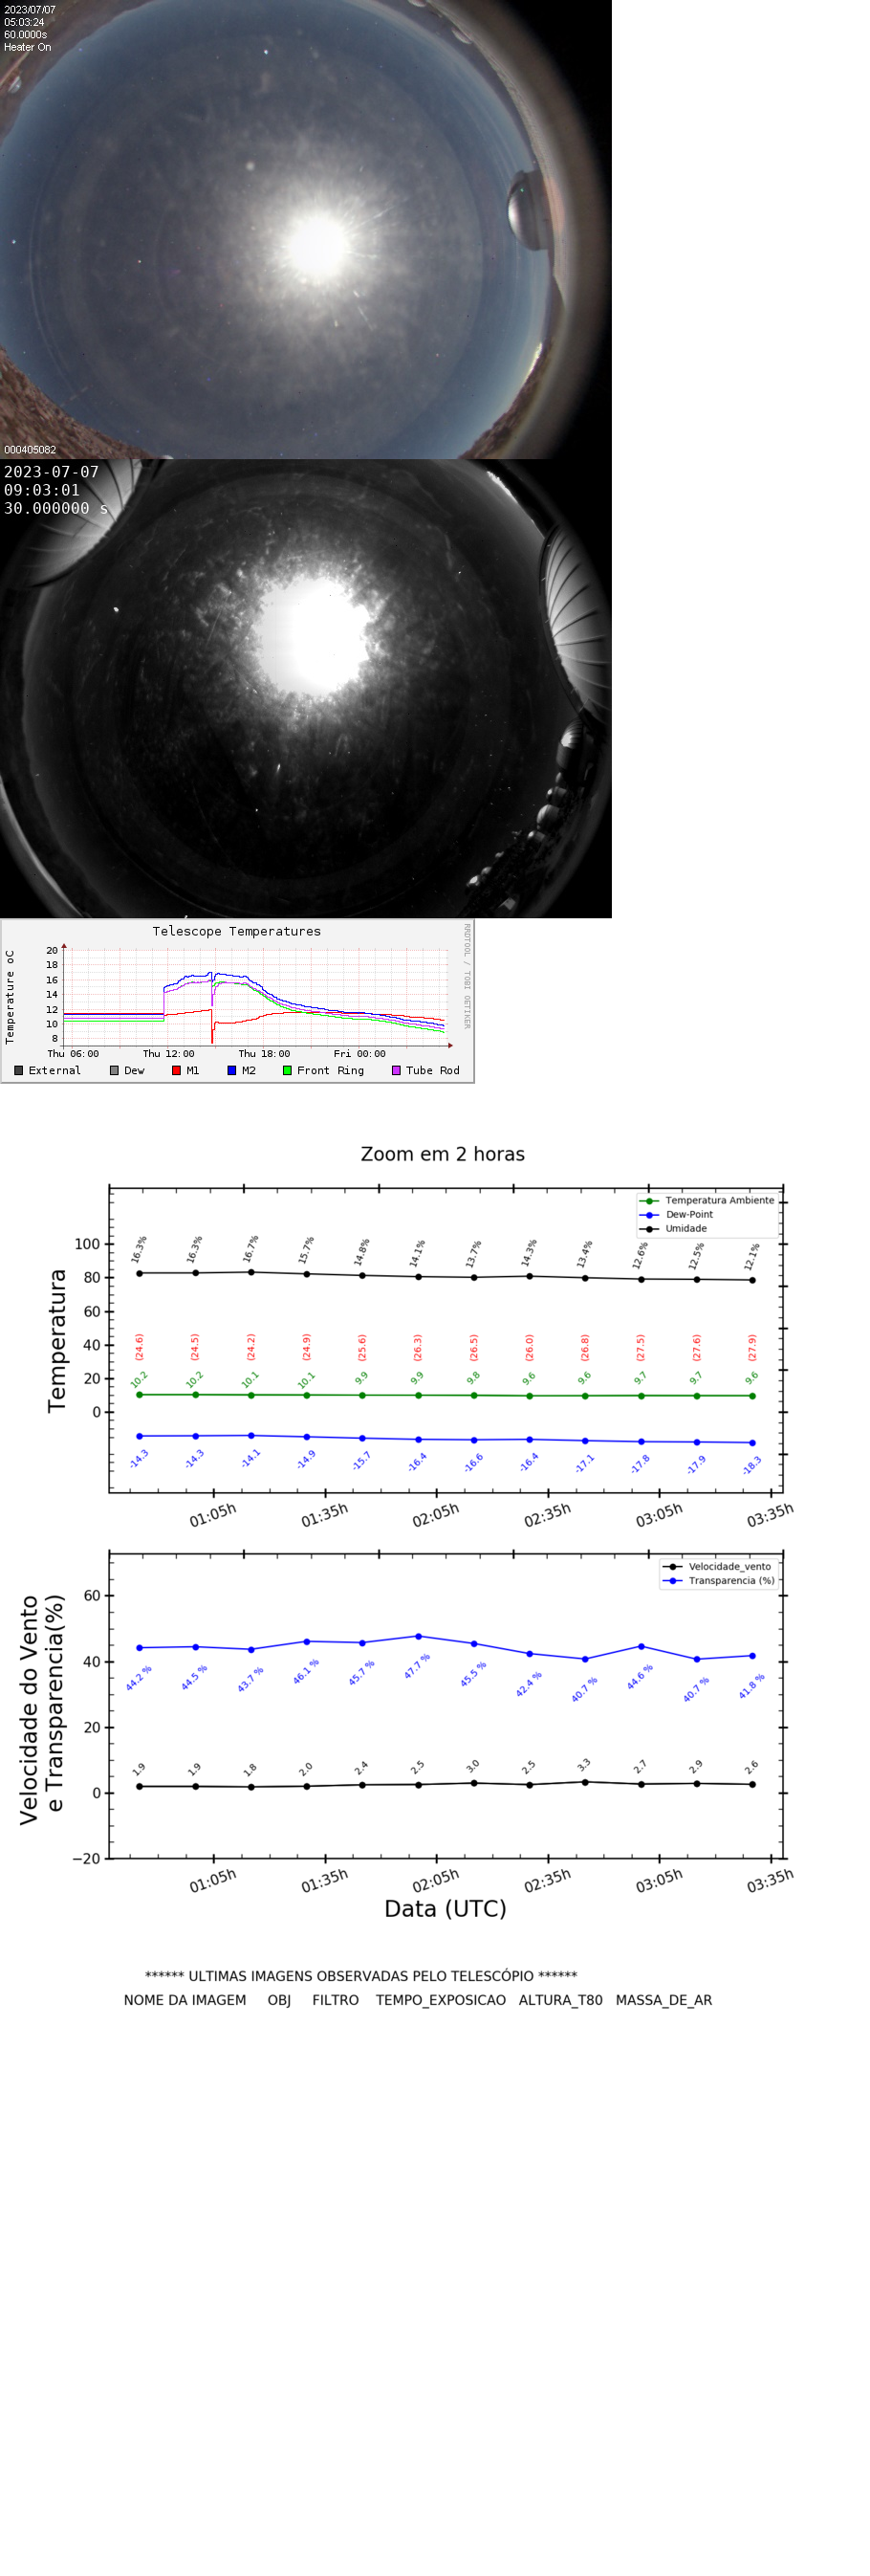 2023/07/07
05:03:24
60.0000s
Heater On
000405082
2023-07-07
09:03:01
30.000000 s
Telescope Temperatures
RRDTOOL / TOBI OETIKER
Temperature oC
20
18
16
14
12
10
8
Thu 06:00 Thu 12:00 Thu 18:00 Fri 00:00
External Dew M1 M2 Front Ring Tube Rod
Zoom em 2 horas
Temperatura Ambiente
Dew-Point
Umidade
Temperatura
100
80
60
40
20
0
16.3% 16.3% 16.7% 15.7% 14.8% 14.1% 13.7% 14.3% 13.4% 12.6% 12.5% 12.1%
(24.6) (24.5) (24.2) (24.9) (25.6) (26.3) (26.5) (26.0) (26.8) (27.5) (27.6) (27.9)
10.2 10.2 10.1 10.1 9.9 9.9 9.8 9.6 9.6 9.7 9.7 9.6
-14.3 -14.3 -14.1 -14.9 -15.7 -16.4 -16.6 -16.4 -17.1 -17.8 -17.9 -18.3
01:05h 01:35h 02:05h 02:35h 03:05h 03:35h
Velocidade_vento
Transparencia (%)
Velocidade do Vento
e Transparencia(%)
60
40
20
0
−20
44.2 % 44.5 % 43.7 % 46.1 % 45.7 % 47.7 % 45.5 % 42.4 % 40.7 % 44.6 % 40.7 % 41.8 %
1.9 1.9 1.8 2.0 2.4 2.5 3.0 2.5 3.3 2.7 2.9 2.6
01:05h 01:35h 02:05h 02:35h 03:05h 03:35h
Data (UTC)
****** ULTIMAS IMAGENS OBSERVADAS PELO TELESCÓPIO ******
NOME DA IMAGEM OBJ FILTRO TEMPO_EXPOSICAO ALTURA_T80 MASSA_DE_AR